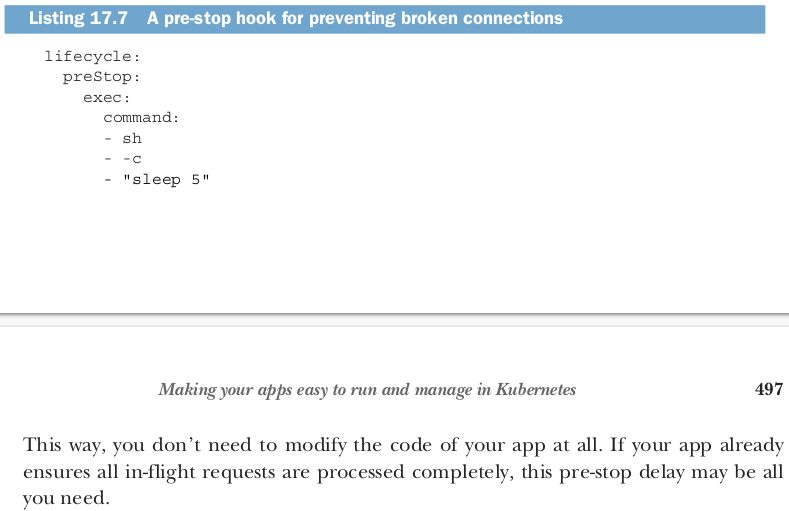 Listing 17.7 A pre-stop hook for preventing broken connections
lifecycle:
preStop:
exec:
command:
- sh
- -c
- "sleep 5"
Making your apps easy to run and manage in Kubernetes 497
This way, you don't need to modify the code of your app at all. If your app already
ensures all in-flight requests are processed completely, this pre-stop delay may be all
you need.